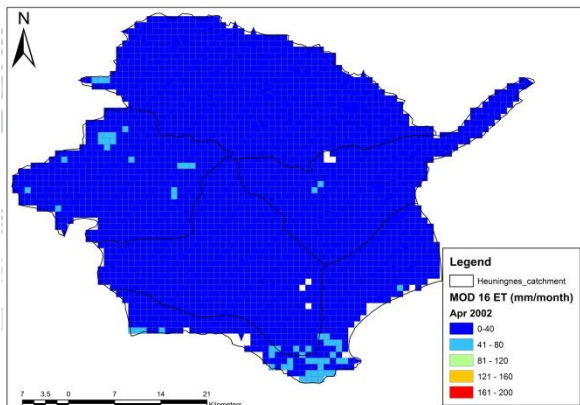 N
Legend
Heuningnes_catchment
MOD 16 ET (mm/month)
Apr 2002
0-40
41 - 80
81 - 120
121 - 160
161 - 200
7 3.5 0 7 14 21
Kilometers